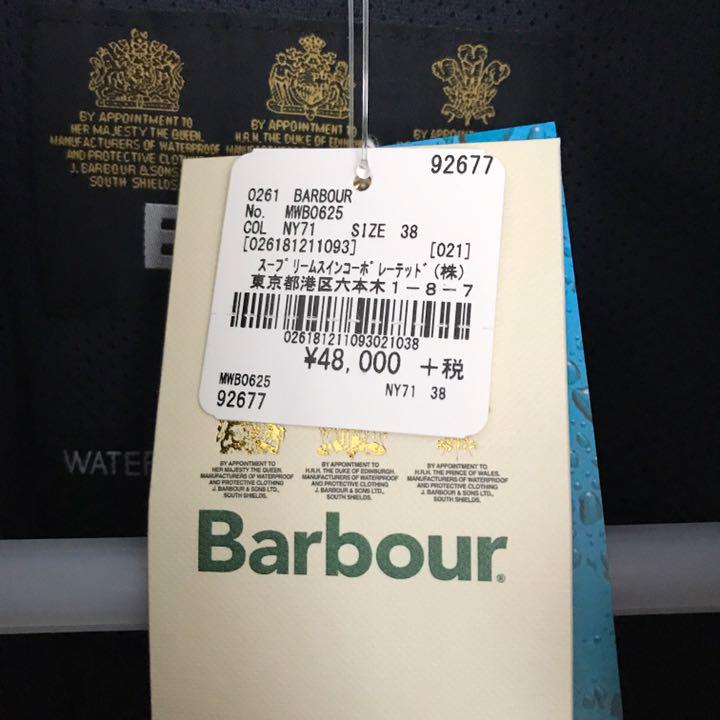 BY APPOINTMENT TO
HER MAJESTY THE QUEEN.
MANUFACTURERS OF WATERPROOF
AND PROTECTIVE
J. BARBOUR & SONS
SOUTH SHIELDS
BY APPOINTMENT TO
H.R.H. THE DUKE OF
BY
92677
0261 BARBOUR
No. MWB0625
COL NY71 SIZE 38
[026181211093] [021]
スープリームスインコーポレーテッド(株)
東京都港区六本木1-8-7
026181211093021038
¥48,000 +税
MWB0625
92677
NY71 38
BY APPOINTMENT TO
HER MAJESTY THE QUEEN.
MANUFACTURERS OF WATERPROOF
AND PROTECTIVE CLOTHING
J. BARBOUR & SONS LTD.,
SOUTH SHIELDS.
BY APPOINTMENT TO
H.R.H. THE DUKE OF EDINBURGH.
MANUFACTURERS OF WATERPROOF
AND PROTECTIVE CLOTHING
J. BARBOUR & SONS LTD.,
SOUTH SHIELDS.
BY APPOINTMENT TO
H.R.H. THE PRINCE OF WALES.
MANUFACTURERS OF WATERPROOF
AND PROTECTIVE CLOTHING
J. BARBOUR & SONS LTD.,
SOUTH SHIELDS.
Barbour®